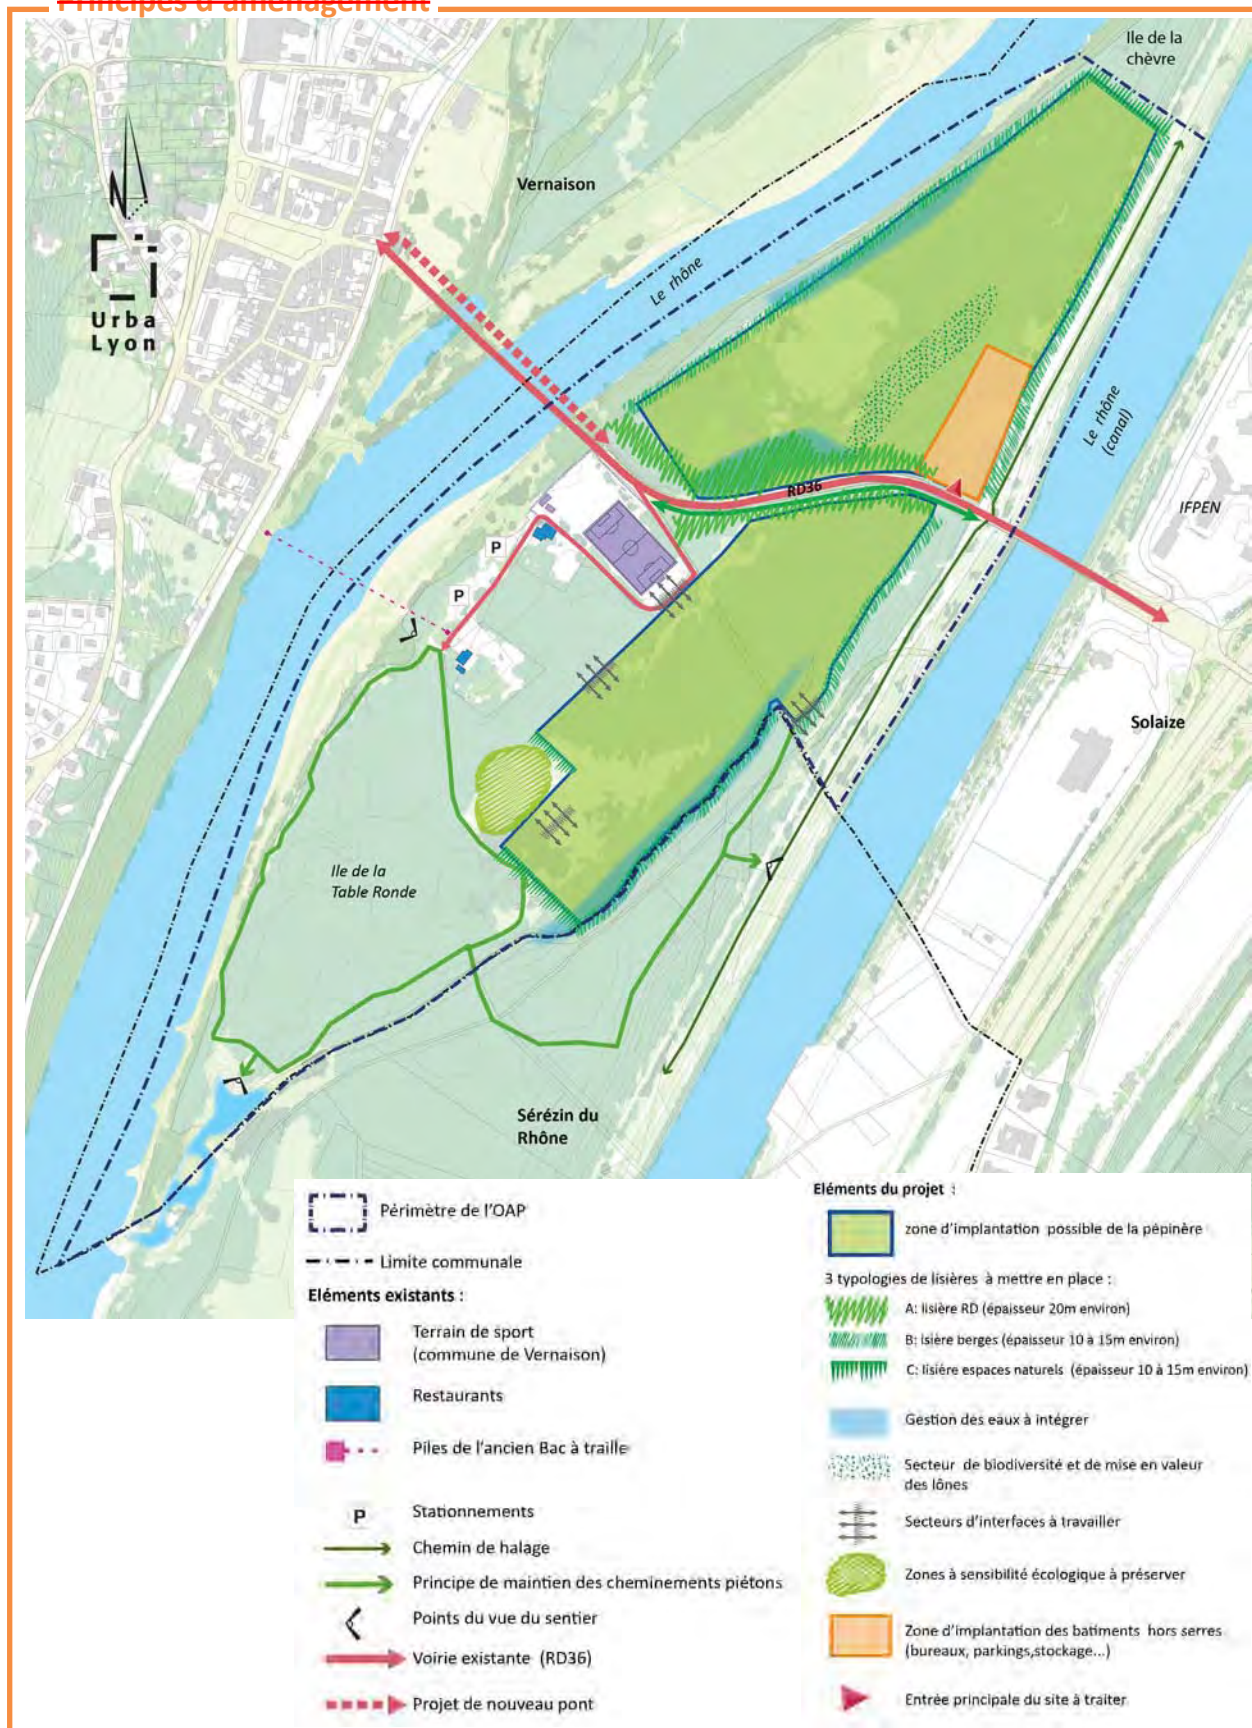 Principes d'aménagement
Ile de la
chèvre
Vernaison
N
Urba
Lyon
Le rhône
Le rhône
(canal)
RD36
IFPEN
P
P
Solaize
Ile de la
Table Ronde
Sérézin du
Rhône
Périmètre de l'OAP
Limite communale
Eléments existants :
Terrain de sport
(commune de Vernaison)
Restaurants
Piles de l'ancien Bac à traille
P Stationnements
Chemin de halage
Principe de maintien des cheminements piétons
Points du vue du sentier
Voirie existante (RD36)
Projet de nouveau pont
Eléments du projet :
zone d'implantation possible de la pépinère
3 typologies de lisières à mettre en place :
A: lisière RD (épaisseur 20m environ)
B: lsière berges (épaisseur 10 à 15m environ)
C: lisiére espaces naturels (épaisseur 10 à 15m environ)
Gestion des eaux à intégrer
Secteur de biodiversité et de mise en valeur
des lônes
Secteurs d'interfaces à travailler
Zones à sensibilité écologique à préserver
Zone d'implantation des batiments hors serres
(bureaux, parkings,stockage...)
Entrée principale du site à traiter